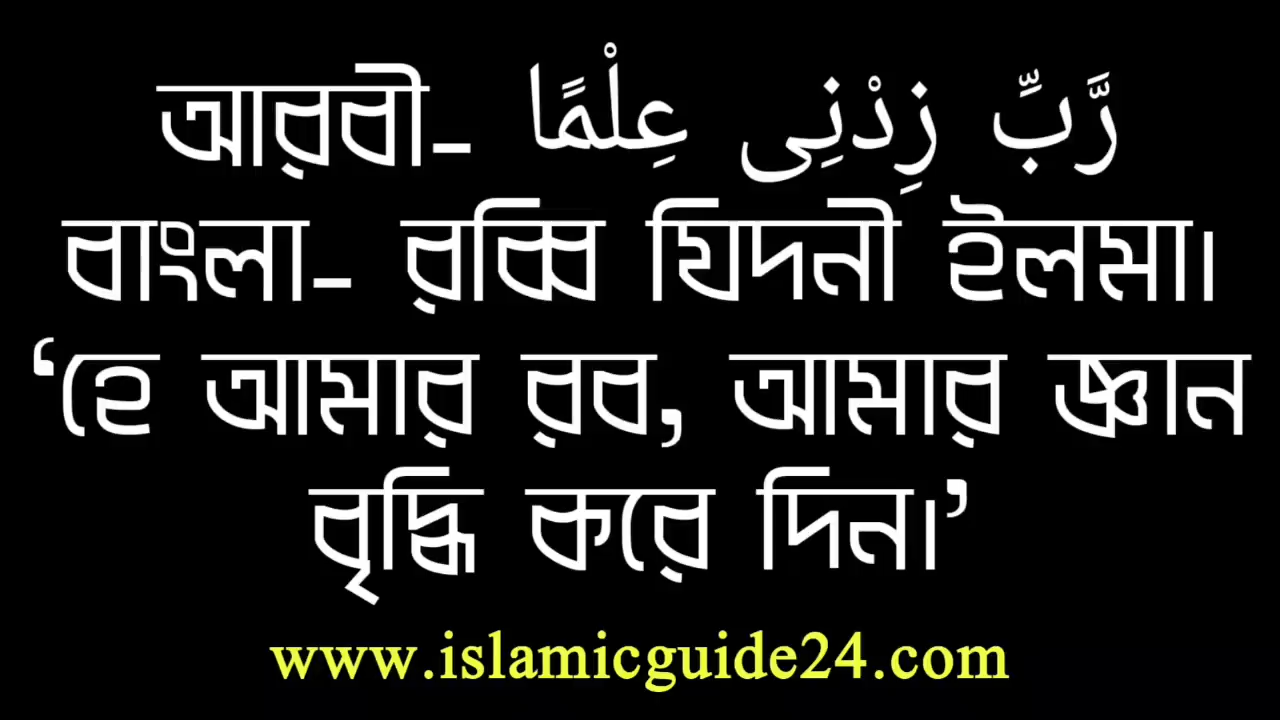 আরবী- رَّبِّ زِدْنِى عِلْمًا
বাংলা- রব্বি যিদনী ইলমা।
‘হে আমার রব, আমার জ্ঞান
বৃদ্ধি করে দিন।’
www.islamicguide24.com